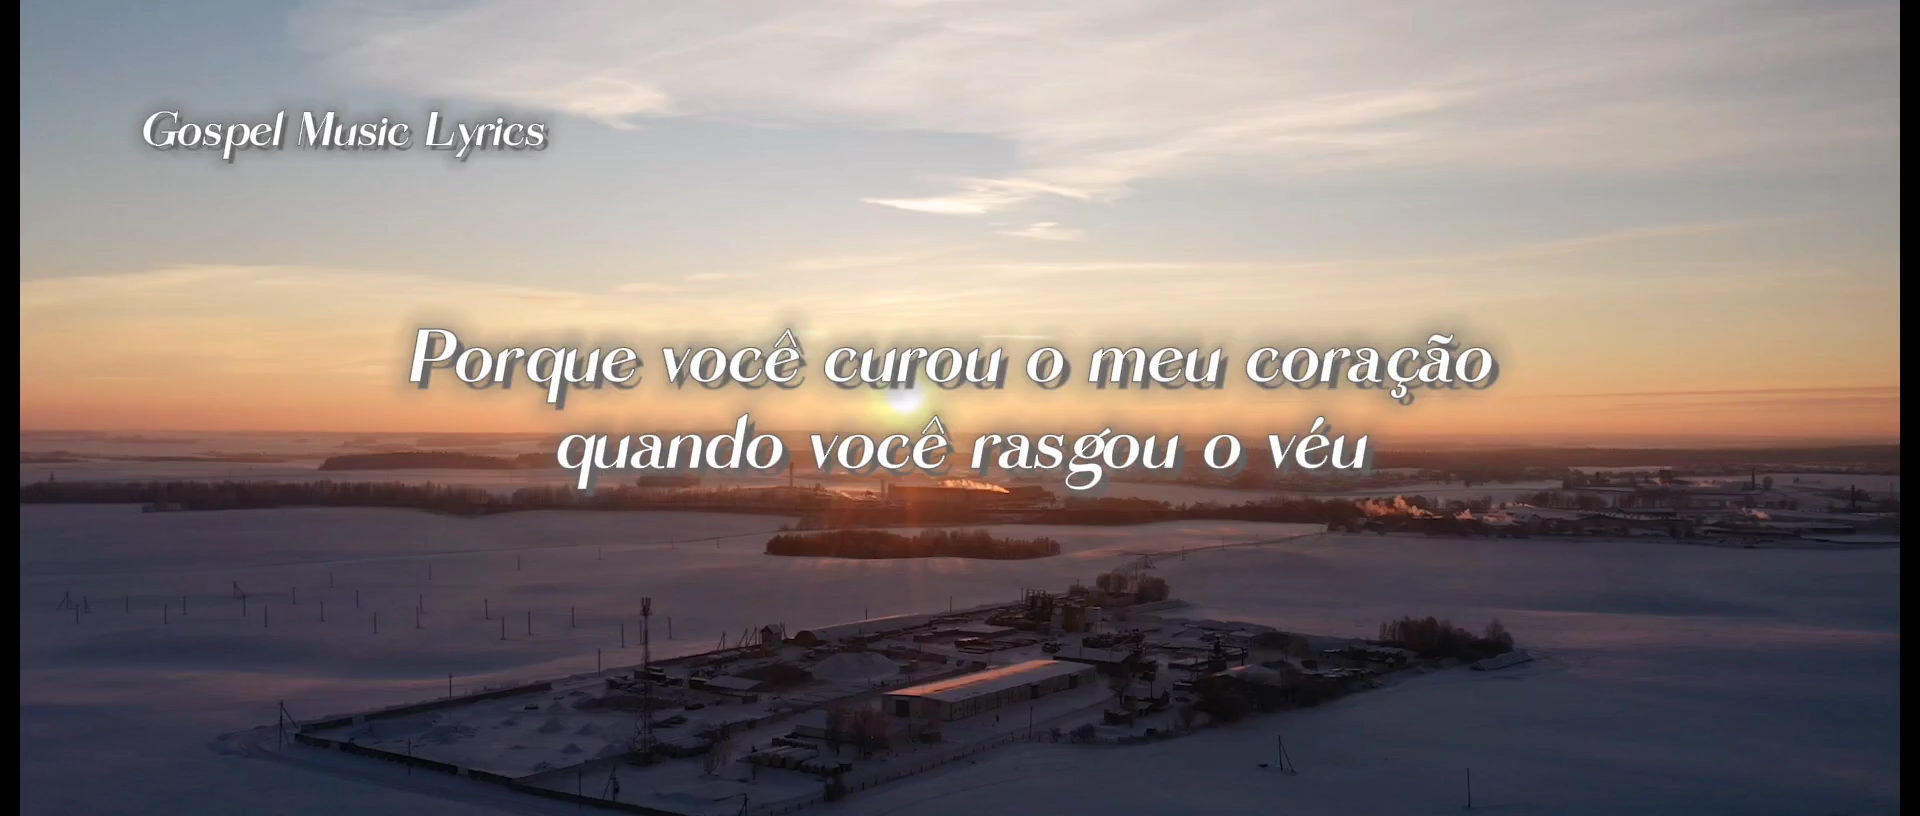 Gospel Music Lyrics
Porque você curou o meu coração
quando você rasgou o véu